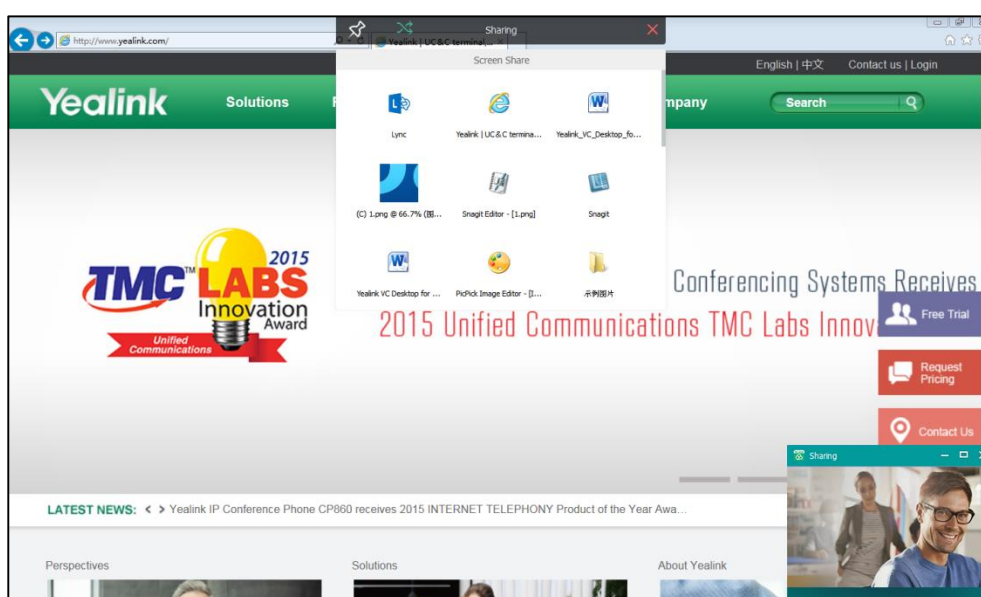 http://www.yealink.com/
Sharing
Yealink | UC&C terminal,...
Screen Share
English | 中文 Contact us | Login
Yealink
Solutions
mpany
Search
Lync
Yealink | UC&C termina...
Yealink_VC_Desktop_fo...
(C) 1.png @ 66.7% (图...
Snagit Editor - [1.png]
Snagit
Yealink VC Desktop for ...
PicPick Image Editor - [I...
示例图片
TMC™ LABS
2015
Innovation
Award
Unified
Communications
Conferencing Systems Receives
2015 Unified Communications TMC Labs Innov
Free Trial
Request
Pricing
Contact Us
Sharing
LATEST NEWS: < > Yealink IP Conference Phone CP860 receives 2015 INTERNET TELEPHONY Product of the Year Awa...
Perspectives
Solutions
About Yealink